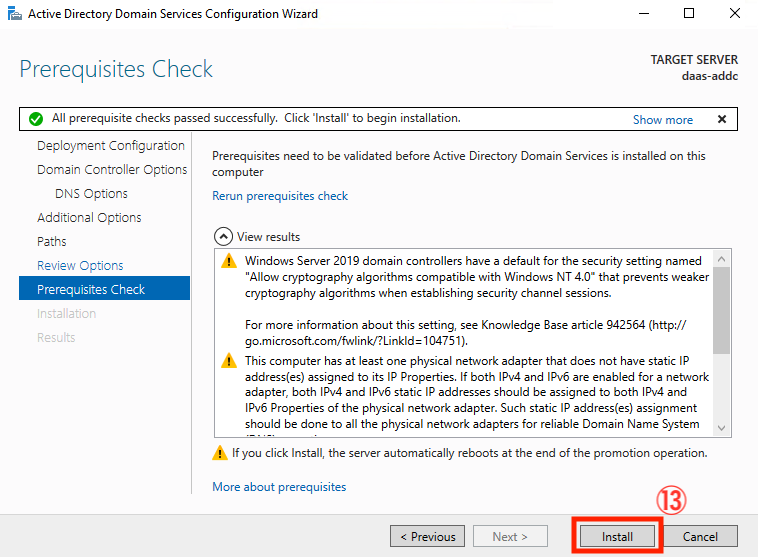 Active Directory Domain Services Configuration Wizard
Prerequisites Check
TARGET SERVER
daas-addc
All prerequisite checks passed successfully. Click 'Install' to begin installation.
Show more
Deployment Configuration
Domain Controller Options
DNS Options
Additional Options
Paths
Review Options
Prerequisites Check
Installation
Results
Prerequisites need to be validated before Active Directory Domain Services is installed on this
computer
Rerun prerequisites check
View results
Windows Server 2019 domain controllers have a default for the security setting named
"Allow cryptography algorithms compatible with Windows NT 4.0" that prevents weaker
cryptography algorithms when establishing security channel sessions.
For more information about this setting, see Knowledge Base article 942564 (http://
go.microsoft.com/fwlink/?LinkId=104751).
This computer has at least one physical network adapter that does not have static IP
address(es) assigned to its IP Properties. If both IPv4 and IPv6 are enabled for a network
adapter, both IPv4 and IPv6 static IP addresses should be assigned to both IPv4 and
IPv6 Properties of the physical network adapter. Such static IP address(es) assignment
should be done to all the physical network adapters for reliable Domain Name System
If you click Install, the server automatically reboots at the end of the promotion operation.
More about prerequisites
⑬
< Previous
Next >
Install
Cancel